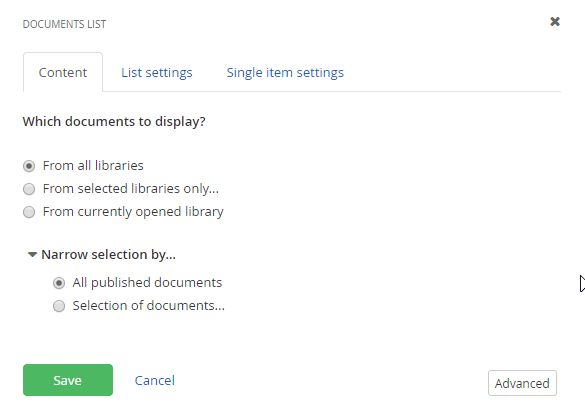 DOCUMENTS LIST
Content List settings Single item settings
Which documents to display?
From all libraries
From selected libraries only...
From currently opened library
Narrow selection by...
All published documents
Selection of documents...
Save Cancel Advanced